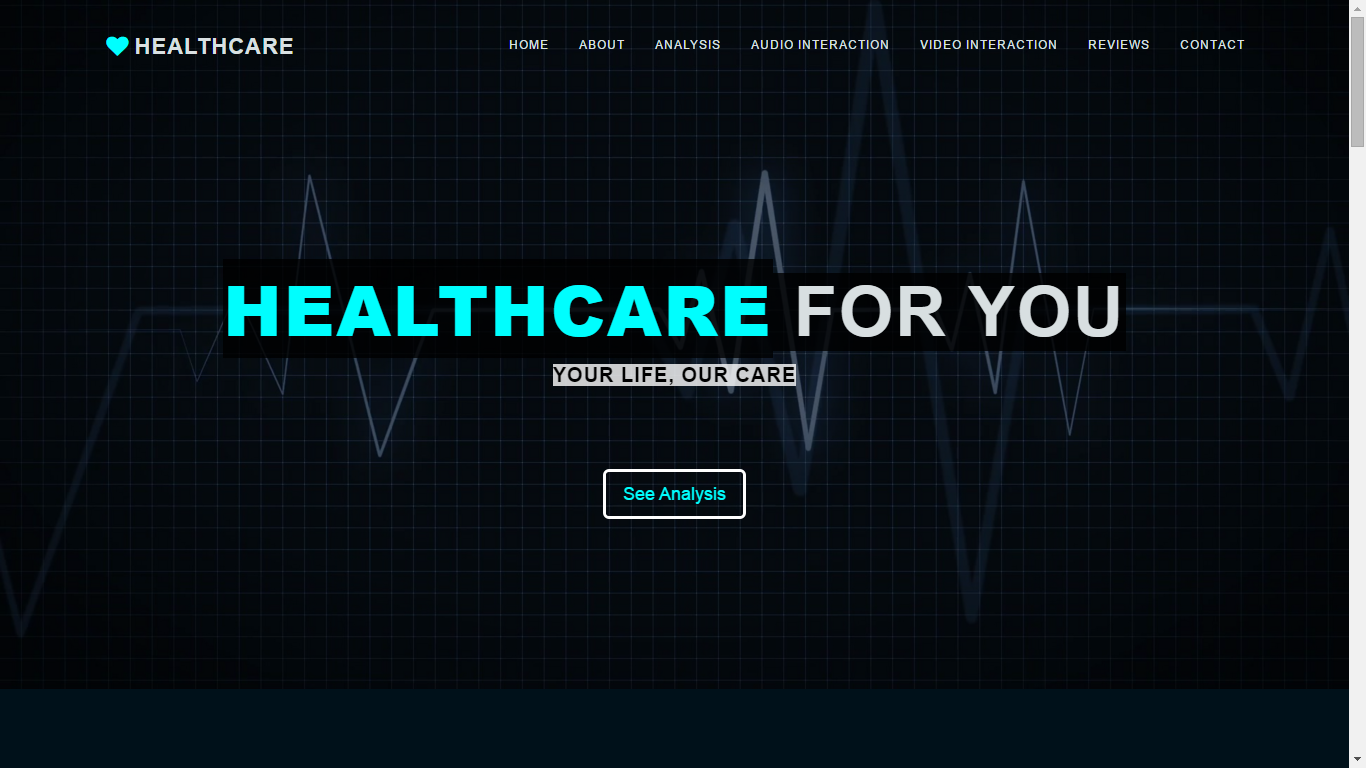 HEALTHCARE
HOME ABOUT ANALYSIS AUDIO INTERACTION VIDEO INTERACTION REVIEWS CONTACT
HEALTHCARE FOR YOU
YOUR LIFE, OUR CARE
See Analysis